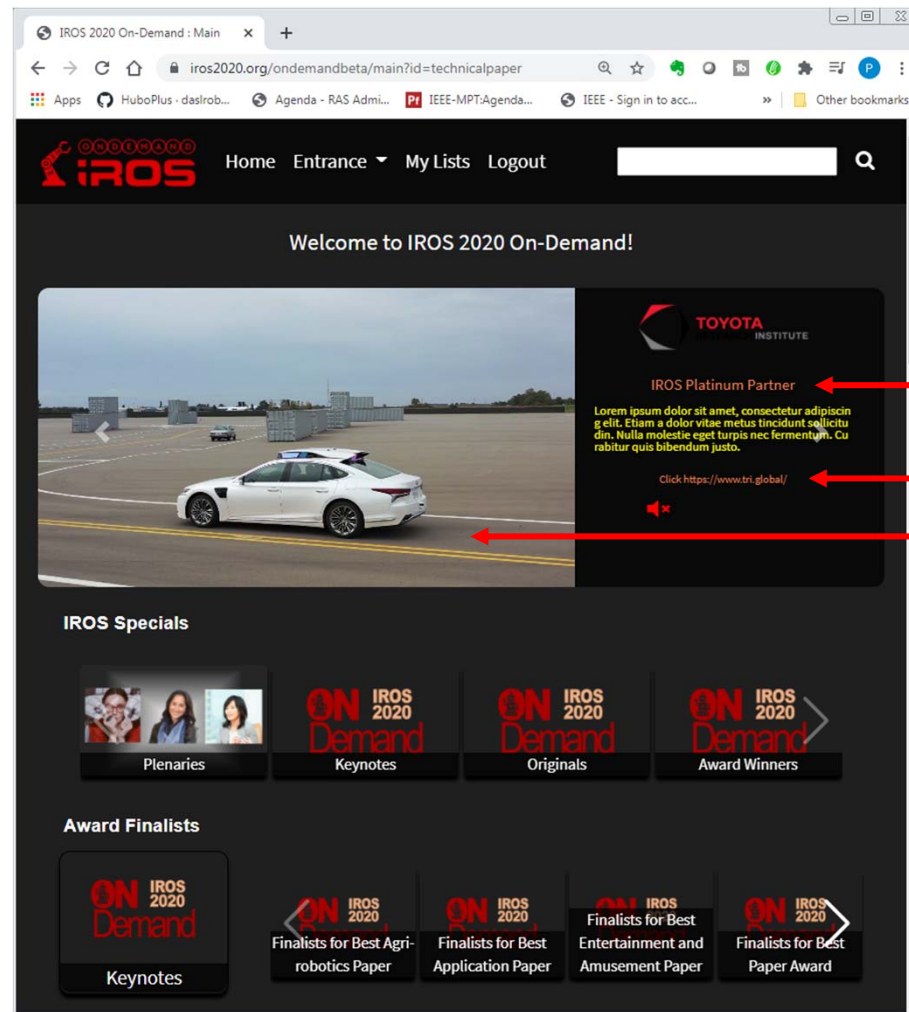 IROS 2020 On-Demand : Main
iros2020.org/ondemandbeta/main?id=technicalpaper
P
Apps
HuboPlus · daslrob...
Agenda - RAS Admi...
Pf
IEEE-MPT:Agenda...
IEEE - Sign in to acc...
»
Other bookmarks
ONDEMAND
iROS
Home
Entrance
My Lists
Logout
Welcome to IROS 2020 On-Demand!
TOYOTA
INSTITUTE
IROS Platinum Partner
Lorem ipsum dolor sit amet, consectetur adipiscin
g elit. Etiam a dolor vitae metus tincidunt sollicitu
din. Nulla molestie eget turpis nec fermentum. Cu
rabitur quis bibendum justo.
Click https://www.tri.global/
IROS Specials
Plenaries
ON IROS
2020
Demand
Keynotes
ON IROS
2020
Demand
Originals
ON IROS
2020
Demand
Award Winners
Award Finalists
ON IROS
2020
Demand
Keynotes
ON IROS
2020
Finalists for Best Agri-
robotics Paper
ON IROS
2020
Finalists for Best
Application Paper
IROS
Finalists for Best
Entertainment and
Amusement Paper
ON IROS
2020
Finalists for Best
Paper Award